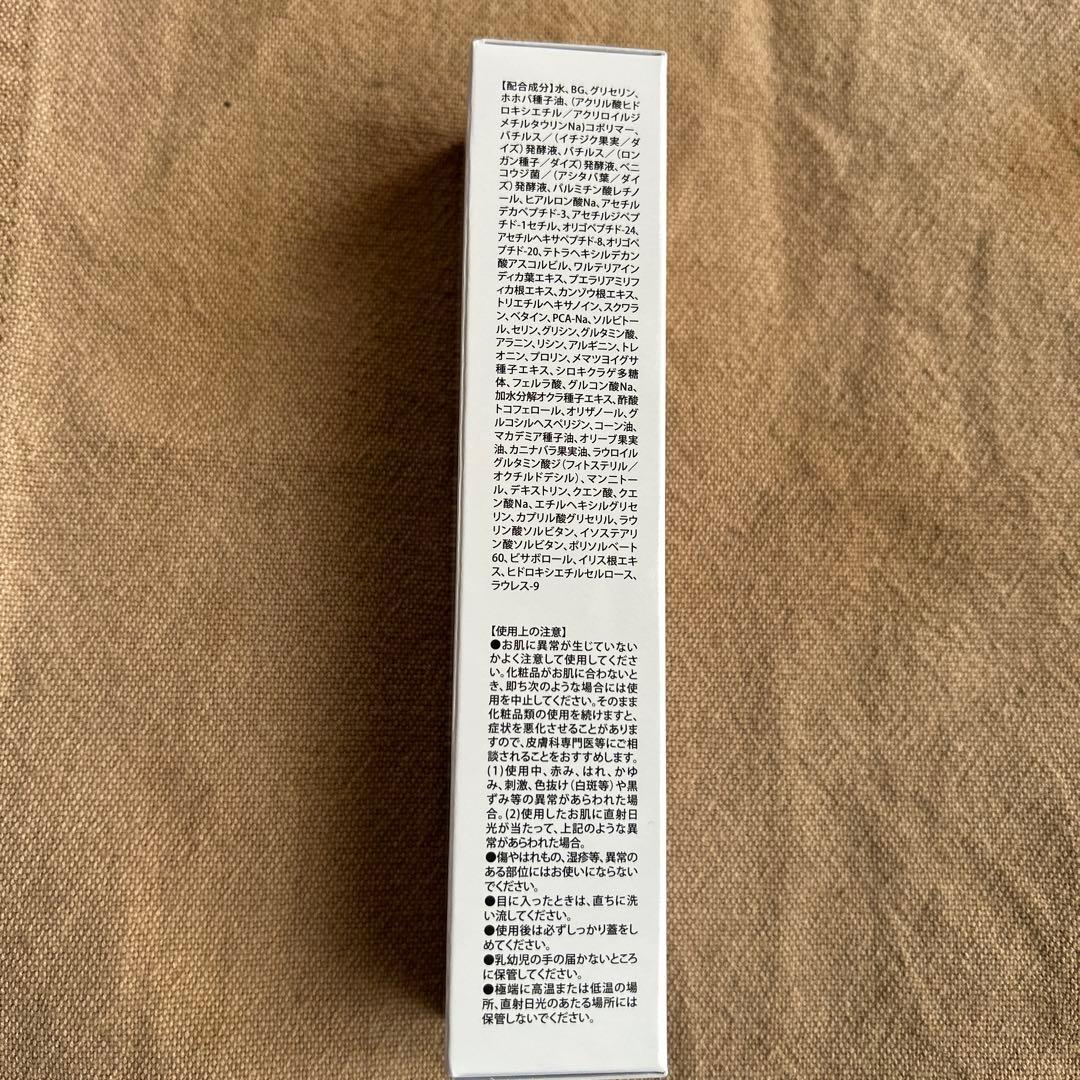 【配合成分】水、BG、グリセリン、
ホホバ種子油、(アクリル酸ヒド
ロキシエチル／アクリロイルジ
メチルタウリンNa)コポリマー、
バチルス／(イチジク果実／ダ
イズ)発酵液、バチルス／(ロン
ガン種子／ダイズ)発酵液、ベニ
コウジ菌／(アシタバ葉／ダイ
ズ)発酵液、パルミチン酸レチノ
ール、ヒアルロン酸Na、アセチル
デカペプチド-3、アセチルジペプ
チド-1セチル、オリゴペプチド-24、
アセチルヘキサペプチド-8、オリゴペ
プチド-20、テトラヘキシルデカン
酸アスコルビル、ワルテリアイン
ディカ葉エキス、プエラリアミリフ
ィカ根エキス、カンゾウ根エキス、
トリエチルヘキサノイン、スクワラ
ン、ベタイン、PCA-Na、ソルビトー
ル、セリン、グリシン、グルタミン酸、
アラニン、リシン、アルギニン、トレ
オニン、プロリン、メマツヨイグサ
種子エキス、シロキクラゲ多糖
体、フェルラ酸、グルコン酸Na、
加水分解オクラ種子エキス、酢酸
トコフェロール、オリザノール、グ
ルコシルヘスペリジン、コーン油、
マカデミア種子油、オリーブ果実
油、カニナバラ果実油、ラウロイル
グルタミン酸ジ(フィトステリル／
オクチルドデシル)、マンニトー
ル、デキストリン、クエン酸、クエ
ン酸Na、エチルヘキシルグリセ
リン、カプリル酸グリセリル、ラウ
リン酸ソルビタン、イソステアリ
ン酸ソルビタン、ポリソルベート
60、ビサボロール、イリス根エキ
ス、ヒドロキシエチルセルロース、
ラウレス-9
【使用上の注意】
●お肌に異常が生じていない
かよく注意して使用してくださ
い。化粧品がお肌に合わないと
き、即ち次のような場合には使
用を中止してください。そのまま
化粧品類の使用を続けますと、
症状を悪化させることがありま
すので、皮膚科専門医等にご相
談されることをおすすめします。
(1)使用中、赤み、はれ、かゆ
み、刺激、色抜け(白斑等)や黒
ずみ等の異常があらわれた場
合。(2)使用したお肌に直射日
光が当たって、上記のような異
常があらわれた場合。
●傷やはれもの、湿疹等、異常の
ある部位にはお使いにならない
でください。
●目に入ったときは、直ちに洗
い流してください。
●使用後は必ずしっかり蓋をし
めてください。
●乳幼児の手の届かないところ
に保管してください。
●極端に高温または低温の場
所、直射日光のあたる場所には
保管しないでください。